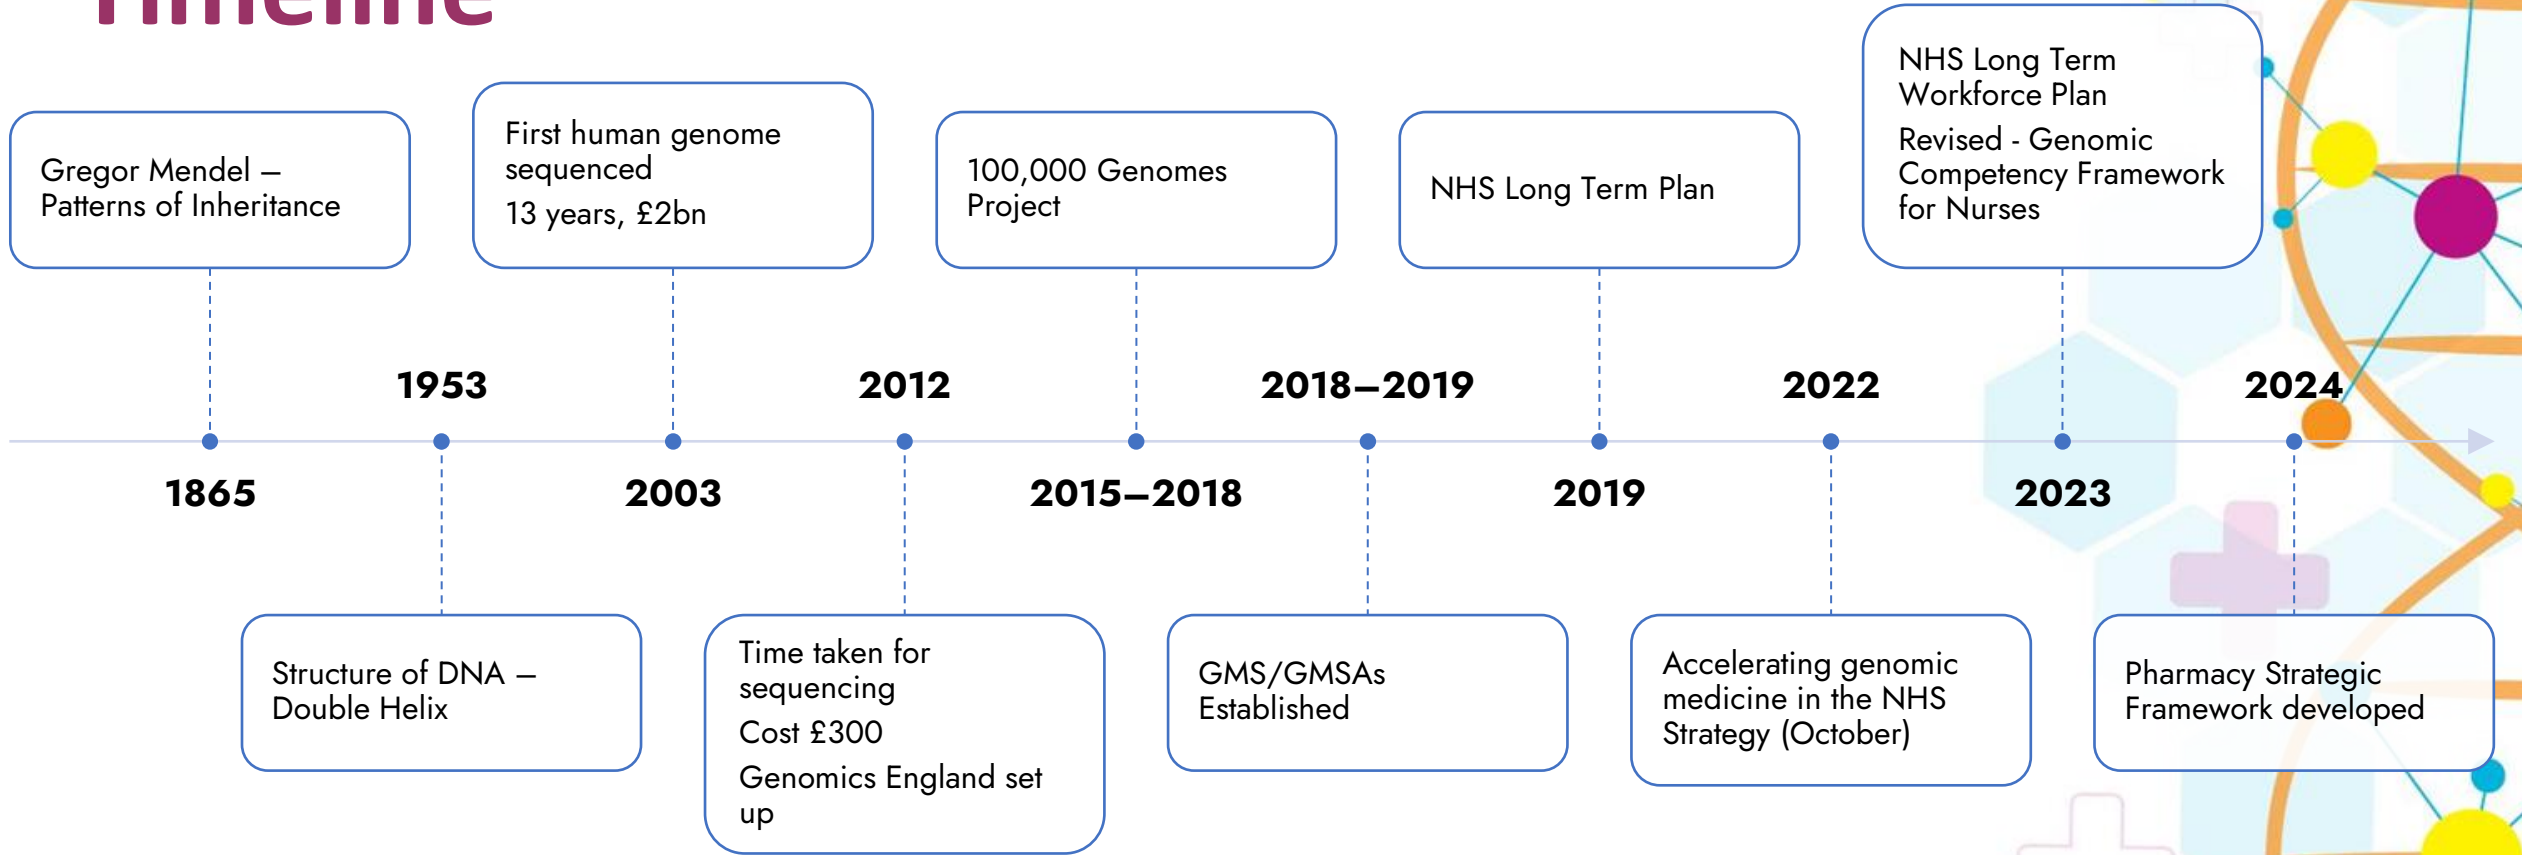 Timeline
Gregor Mendel –
Patterns of Inheritance
First human genome
sequenced
13 years, £2bn
100,000 Genomes
Project
NHS Long Term Plan
NHS Long Term
Workforce Plan
Revised - Genomic
Competency Framework
for Nurses
1953
2012
2018–2019
2022
2024
1865
2003
2015–2018
2019
2023
Structure of DNA –
Double Helix
Time taken for
sequencing
Cost £300
Genomics England set
up
GMS/GMSAs
Established
Accelerating genomic
medicine in the NHS
Strategy (October)
Pharmacy Strategic
Framework developed